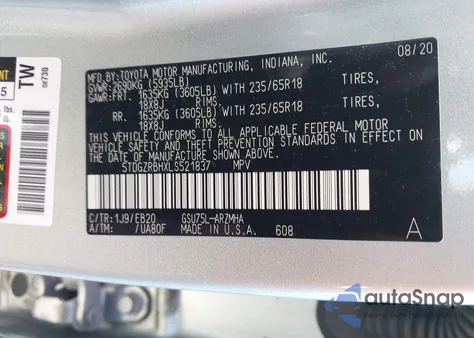 MFD.BY:TOYOTA MOTOR MANUFACTURING, INDIANA, INC. 08/20
GVWR:2690KG (5935LB)
GAWR:FRT. 1635KG (3605LB) WITH 235/65R18 TIRES,
18X8J RIMS.
RR. 1635KG (3605LB) WITH 235/65R18 TIRES,
18X8J RIMS.
THIS VEHICLE CONFORMS TO ALL APPLICABLE FEDERAL MOTOR
VEHICLE SAFETY STANDARDS IN EFFECT ON THE DATE OF
MANUFACTURE SHOWN ABOVE.
5TDGZRBHXLS521837 MPV
C/TR:1J9/EB20 GSU75L-ARZMHA
A/TM: /UA80F MADE IN U.S.A. 608 A
TW
or730
5
lbs.
autoSnap